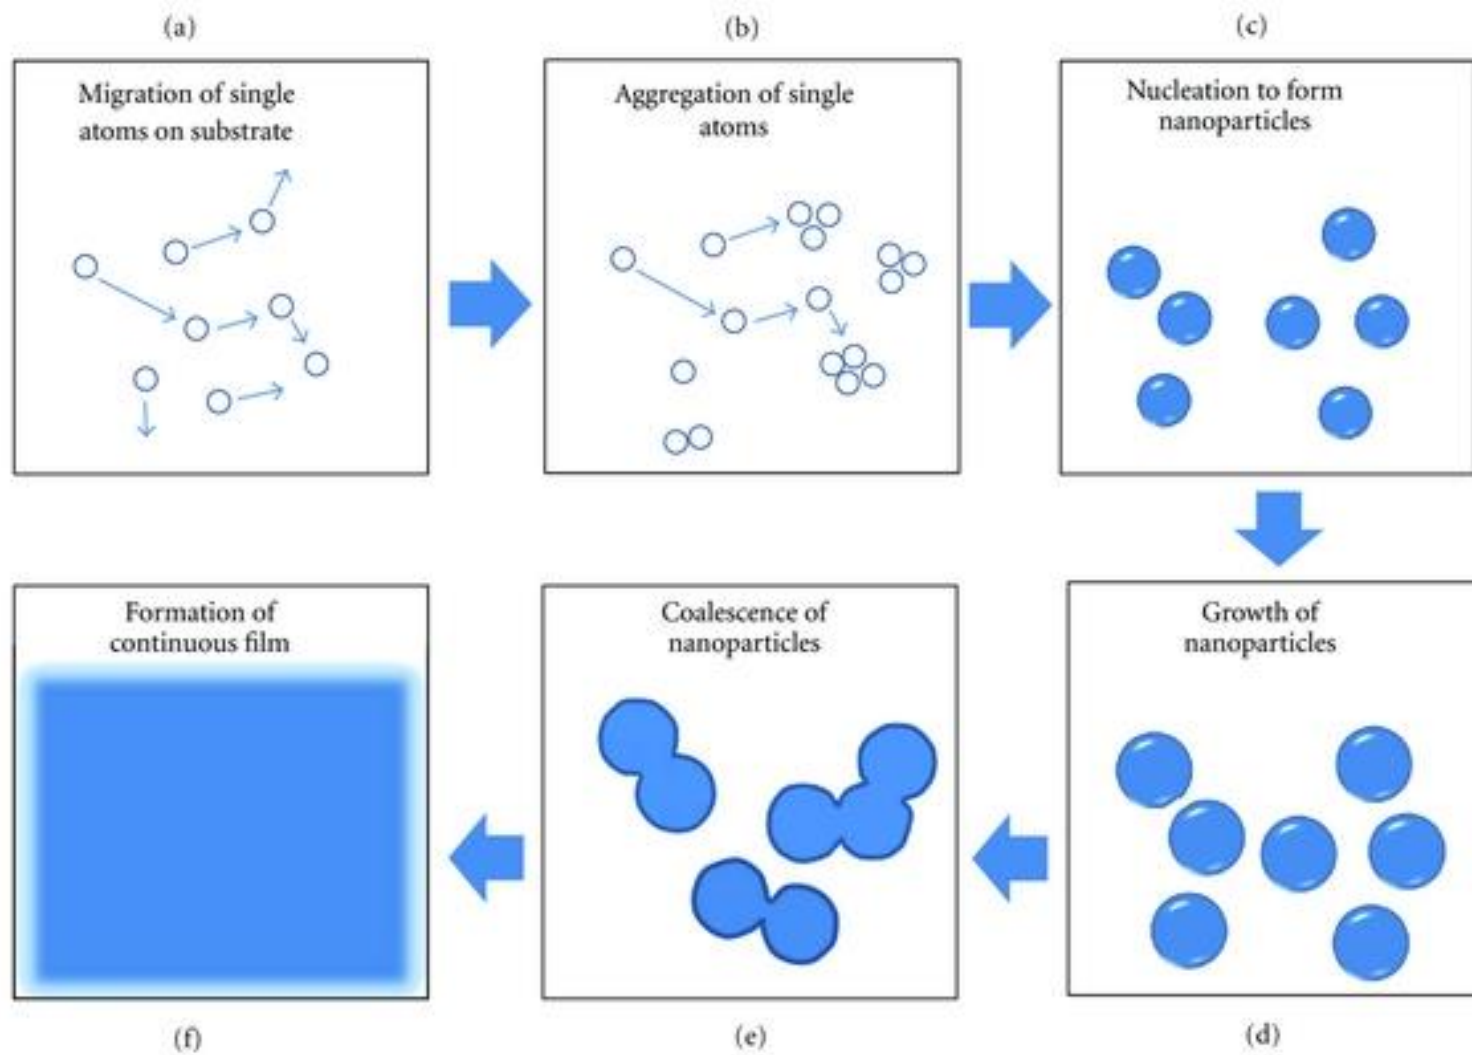 (a)
(b)
(c)
Migration of single
atoms on substrate
Aggregation of single
atoms
Nucleation to form
nanoparticles
Formation of
continuous film
Coalescence of
nanoparticles
Growth of
nanoparticles
(f)
(e)
(d)